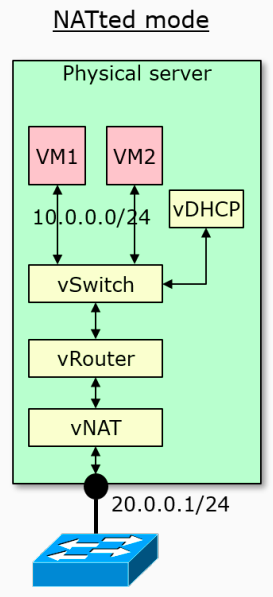 NATted mode
Physical server
VM1 VM2
vDHCP
10.0.0.0/24
vSwitch
vRouter
vNAT
20.0.0.1/24